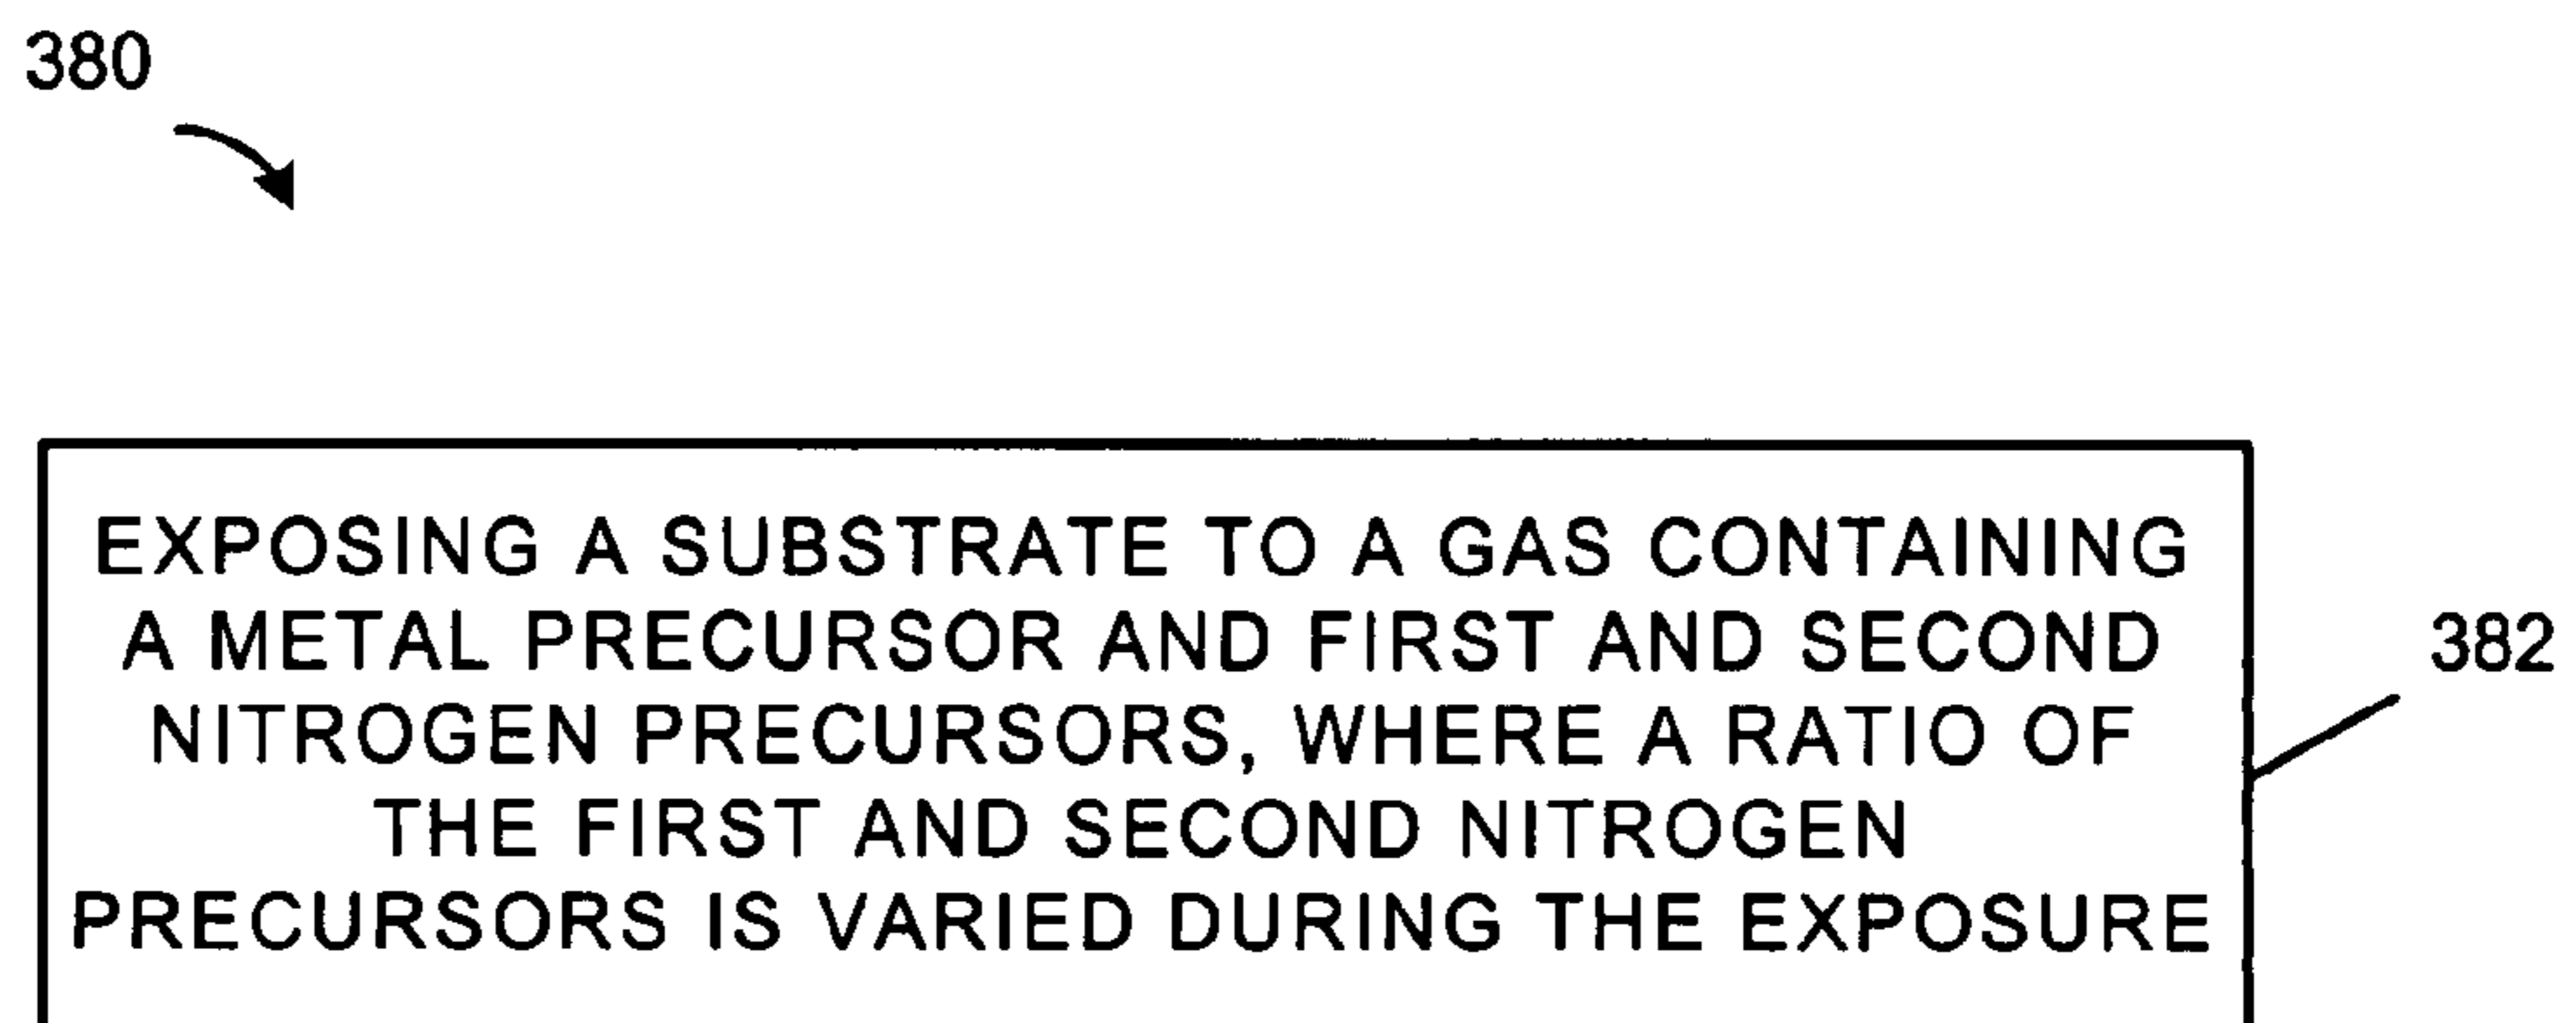 380
EXPOSING A SUBSTRATE TO A GAS CONTAINING
A METAL PRECURSOR AND FIRST AND SECOND
382
NITROGEN PRECURSORS, WHERE A RATIO OF
THE FIRST AND SECOND NITROGEN
PRECURSORS IS VARIED DURING THE EXPOSURE